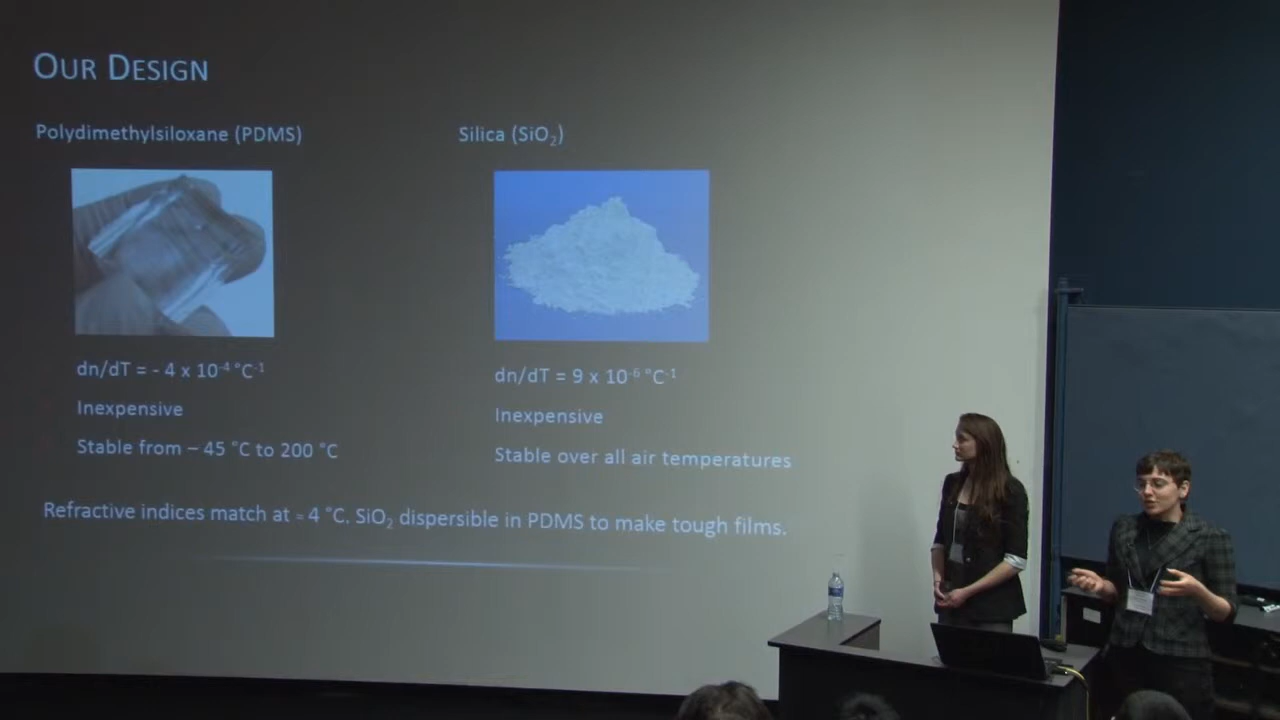 OUR DESIGN
Polydimethylsiloxane (PDMS)
Silica (SiO₂)
dn/dT = - 4 x 10⁻⁴ °C⁻¹
Inexpensive
Stable from – 45 °C to 200 °C
dn/dT = 9 x 10⁻⁶ °C⁻¹
Inexpensive
Stable over all air temperatures
Refractive indices match at ≈ 4 °C. SiO₂ dispersible in PDMS to make tough films.